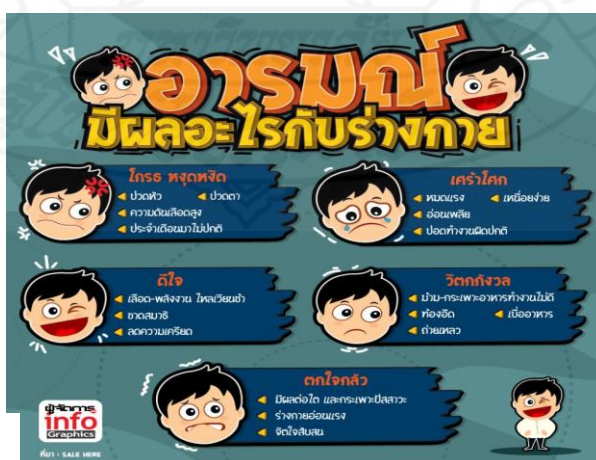 อารมณ์
มีผลอะไรกับร่างกาย
โกรธ หงุดหงิด
ปวดหัว ปวดตา
ความดันเลือดสูง
ประจำเดือนมาไม่ปกติ
เศร้าโศก
หมดแรง เหนื่อยง่าย
อ่อนเพลีย
ปอดทำงานผิดปกติ
ดีใจ
เลือด-พลังงาน ไหลเวียนช้า
ขาดสมาธิ
ลดความเครียด
วิตกกังวล
ม้าม-กระเพาะอาหารทำงานไม่ดี
ท้องอืด เบื่ออาหาร
ถ่ายเหลว
ตกใจกลัว
มีผลต่อไต และกระเพาะปัสสาวะ
ร่างกายอ่อนแรง
จิตใจสับสน
ผู้จัดการ
info
Graphics
ที่มา : SALE HERE